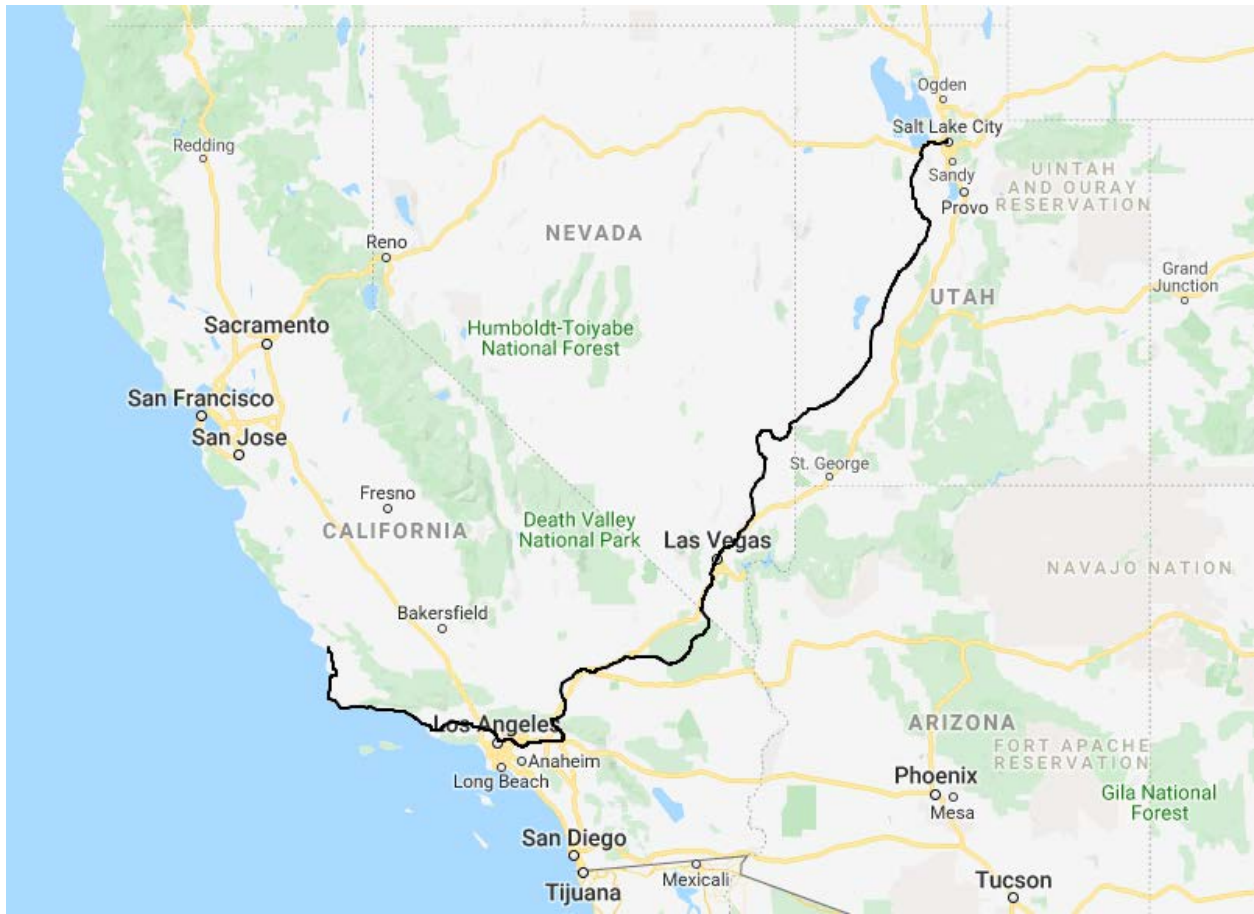 Ogden
Salt Lake City
Redding
Sandy
UINTAH
AND OURAY
RESERVATION
Provo
NEVADA
Reno
Grand
Junction
UTAH
Sacramento
Humboldt-Toiyabe
National Forest
San Francisco
San Jose
St. George
Fresno
CALIFORNIA
Death Valley
National Park
Las Vegas
NAVAJO NATION
Bakersfield
Los Angeles
ARIZONA
FORT APACHE
RESERVATION
Anaheim
Long Beach
Phoenix
Mesa
Gila National
Forest
San Diego
Tijuana
Mexicali
Tucson